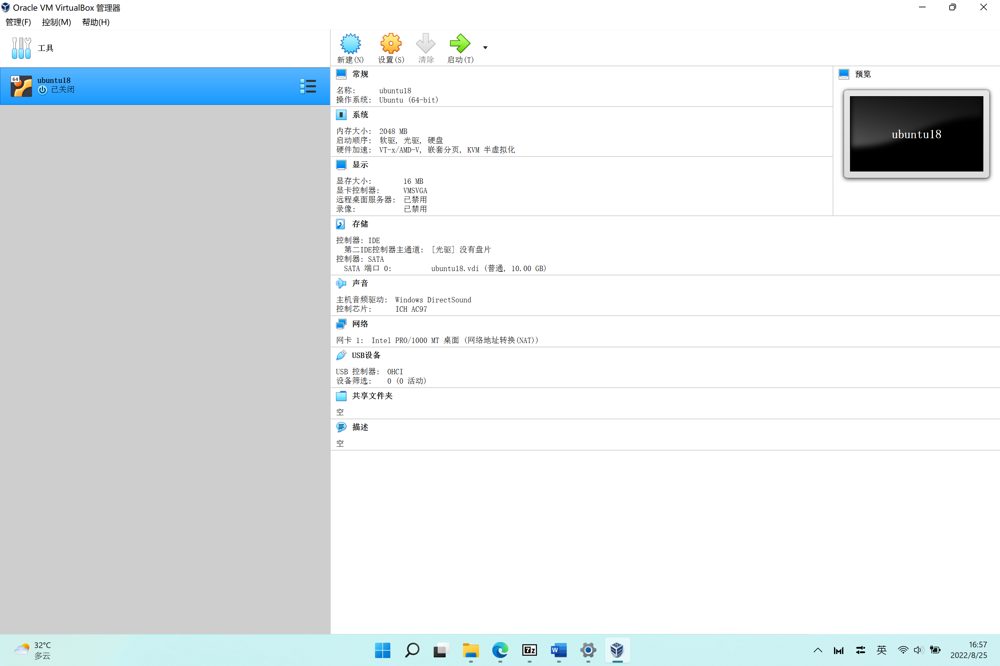 Oracle VM VirtualBox 管理器
管理(F) 控制(M) 帮助(H)
工具
新建(N) 设置(S) 清除 启动(T)
64
ubuntu18
已关闭
常规
名称: ubuntu18
操作系统: Ubuntu (64-bit)
系统
内存大小: 2048 MB
启动顺序: 软驱, 光驱, 硬盘
硬件加速: VT-x/AMD-V, 嵌套分页, KVM 半虚拟化
显示
显存大小: 16 MB
显卡控制器: VMSVGA
远程桌面服务器: 已禁用
录像: 已禁用
预览
ubuntu18
存储
控制器: IDE
第二IDE控制器主通道: [光驱] 没有盘片
控制器: SATA
SATA 端口 0: ubuntu18.vdi (普通, 10.00 GB)
声音
主机音频驱动: Windows DirectSound
控制芯片: ICH AC97
网络
网卡 1: Intel PRO/1000 MT 桌面 (网络地址转换(NAT))
USB设备
USB 控制器: OHCI
设备筛选: 0 (0 活动)
共享文件夹
空
描述
空
32°C
多云
7z
W
英
16:57
2022/8/25